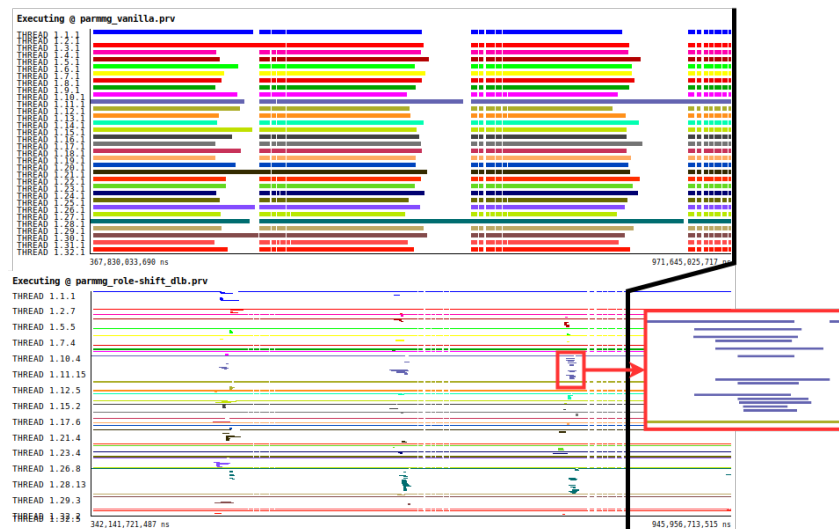 Executing @ parmmg_vanilla.prv
THREAD 1.1.1
THREAD 1.2.1
THREAD 1.3.1
THREAD 1.4.1
THREAD 1.5.1
THREAD 1.6.1
THREAD 1.7.1
THREAD 1.8.1
THREAD 1.9.1
THREAD 1.10.1
THREAD 1.11.1
THREAD 1.12.1
THREAD 1.13.1
THREAD 1.14.1
THREAD 1.15.1
THREAD 1.16.1
THREAD 1.17.1
THREAD 1.18.1
THREAD 1.19.1
THREAD 1.20.1
THREAD 1.21.1
THREAD 1.22.1
THREAD 1.23.1
THREAD 1.24.1
THREAD 1.25.1
THREAD 1.26.1
THREAD 1.27.1
THREAD 1.28.1
THREAD 1.29.1
THREAD 1.30.1
THREAD 1.31.1
THREAD 1.32.1
367,830,033,690 ns 971,645,025,717 ns
Executing @ parmmg_role-shift_dlb.prv
THREAD 1.1.1
THREAD 1.2.7
THREAD 1.5.5
THREAD 1.7.4
THREAD 1.10.4
THREAD 1.11.15
THREAD 1.12.5
THREAD 1.15.2
THREAD 1.17.6
THREAD 1.21.4
THREAD 1.23.4
THREAD 1.26.8
THREAD 1.28.13
THREAD 1.29.3
THREAD 1.32.2
THREAD 1.32.5
342,141,721,487 ns 945,956,713,515 ns